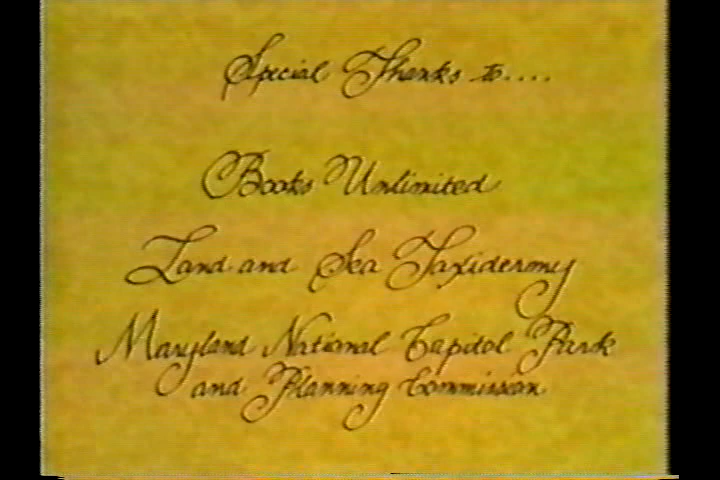 Special Thanks to....
Books Unlimited
Land and Sea Taxidermy
Maryland National Capitol Park
and Planning Commission